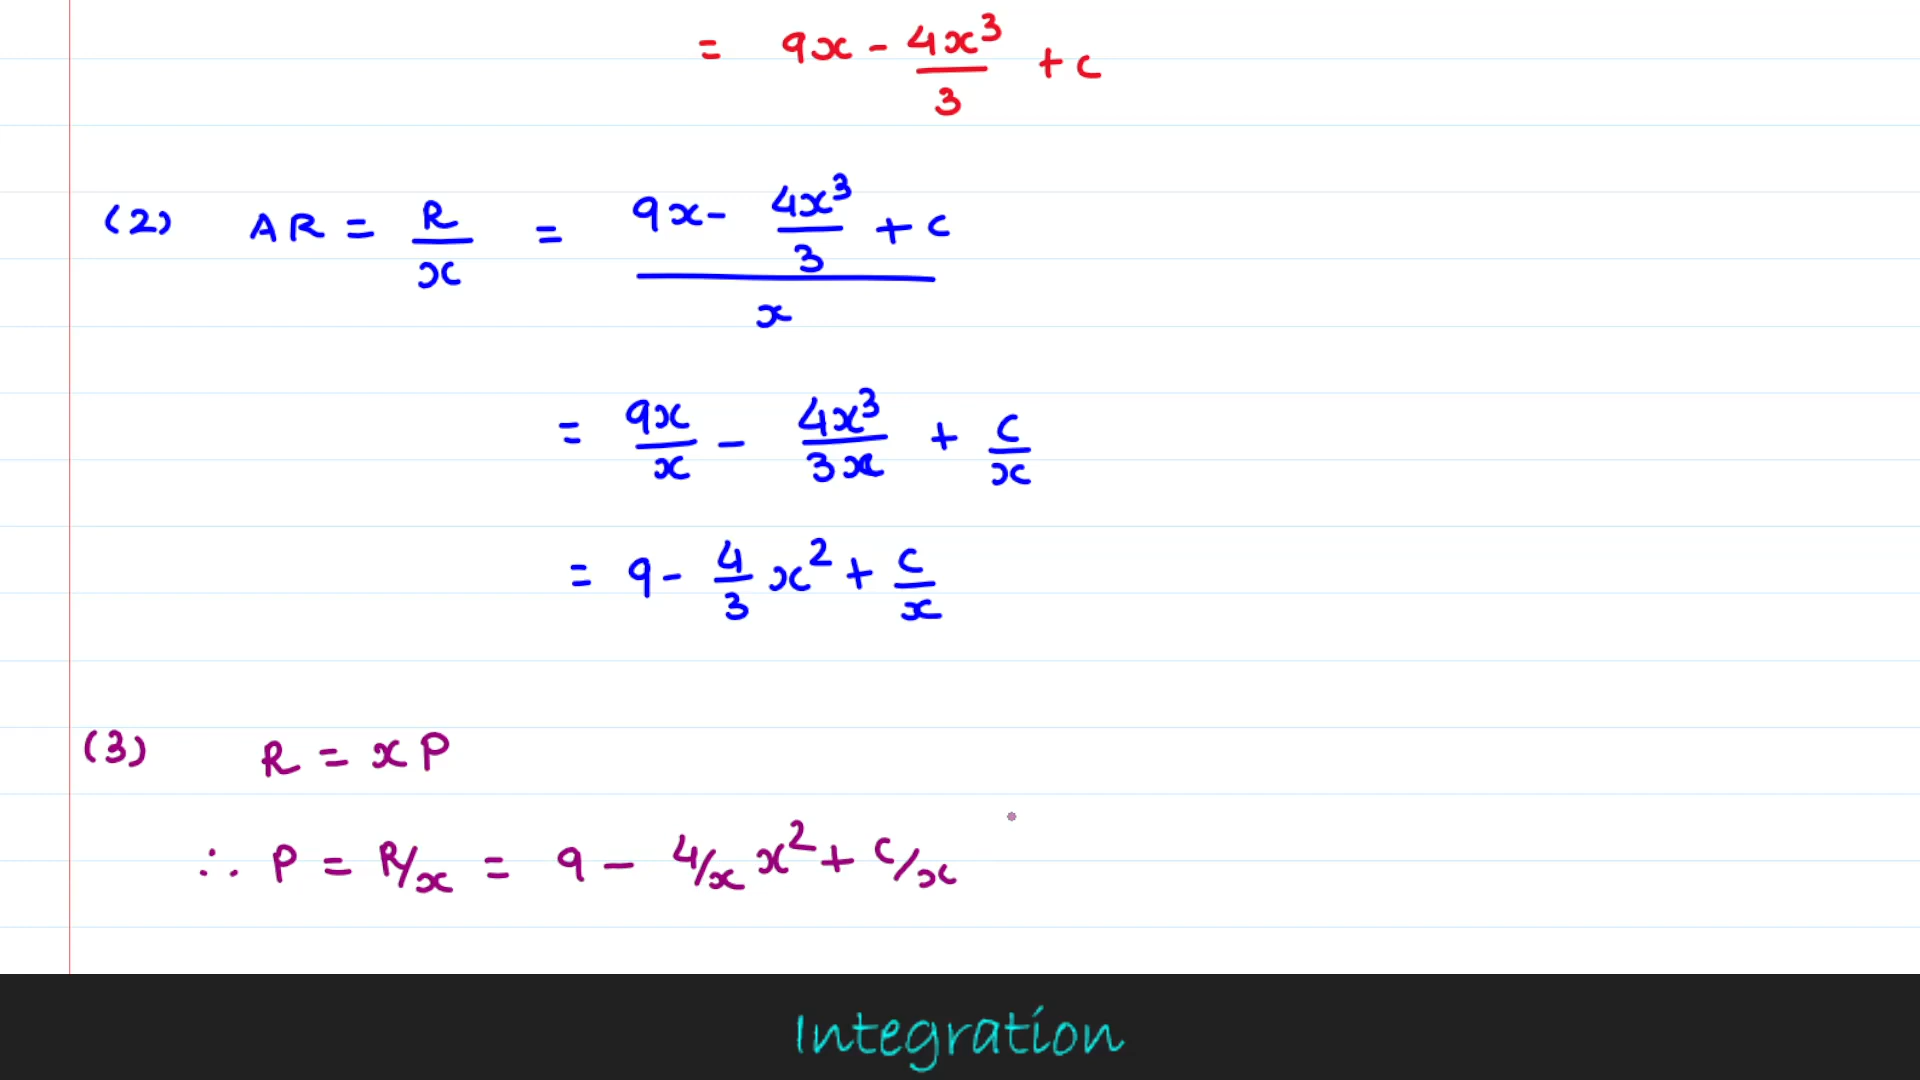 = 9x - 4x³/3 + c
(2) AR = R/x = (9x - 4x³/3 + c)/x
= 9x/x - 4x³/3x + c/x
= 9 - 4/3 x² + c/x
(3) R = xP
∴ P = R/x = 9 - 4/x x² + c/x
Integration